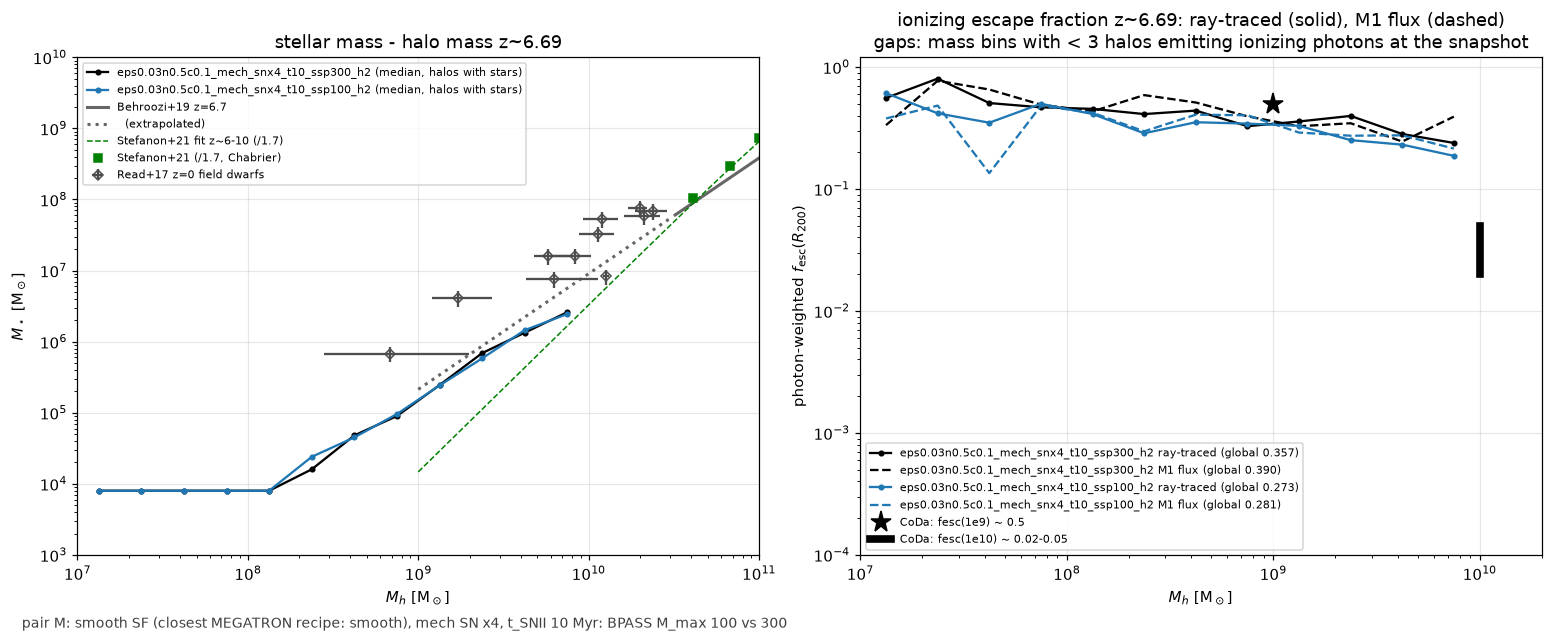 stellar mass - halo mass z~6.69
10^10
10^9
10^8
10^7
10^6
10^5
10^4
10^3
M⋆ [M⊙]
eps0.03n0.5c0.1_mech_snx4_t10_ssp300_h2 (median, halos with stars)
eps0.03n0.5c0.1_mech_snx4_t10_ssp100_h2 (median, halos with stars)
Behroozi+19 z=6.7
(extrapolated)
Stefanon+21 fit z~6-10 (/1.7)
Stefanon+21 (/1.7, Chabrier)
Read+17 z=0 field dwarfs
10^7
10^8
10^9
10^10
10^11
M_h [M⊙]
ionizing escape fraction z~6.69: ray-traced (solid), M1 flux (dashed)
gaps: mass bins with < 3 halos emitting ionizing photons at the snapshot
10^0
10^−1
10^−2
10^−3
10^−4
photon-weighted f_esc(R_200)
eps0.03n0.5c0.1_mech_snx4_t10_ssp300_h2 ray-traced (global 0.357)
eps0.03n0.5c0.1_mech_snx4_t10_ssp300_h2 M1 flux (global 0.390)
eps0.03n0.5c0.1_mech_snx4_t10_ssp100_h2 ray-traced (global 0.273)
eps0.03n0.5c0.1_mech_snx4_t10_ssp100_h2 M1 flux (global 0.281)
CoDa: fesc(1e9) ~ 0.5
CoDa: fesc(1e10) ~ 0.02-0.05
10^7
10^8
10^9
10^10
M_h [M⊙]
pair M: smooth SF (closest MEGATRON recipe: smooth), mech SN x4, t_SNII 10 Myr: BPASS M_max 100 vs 300